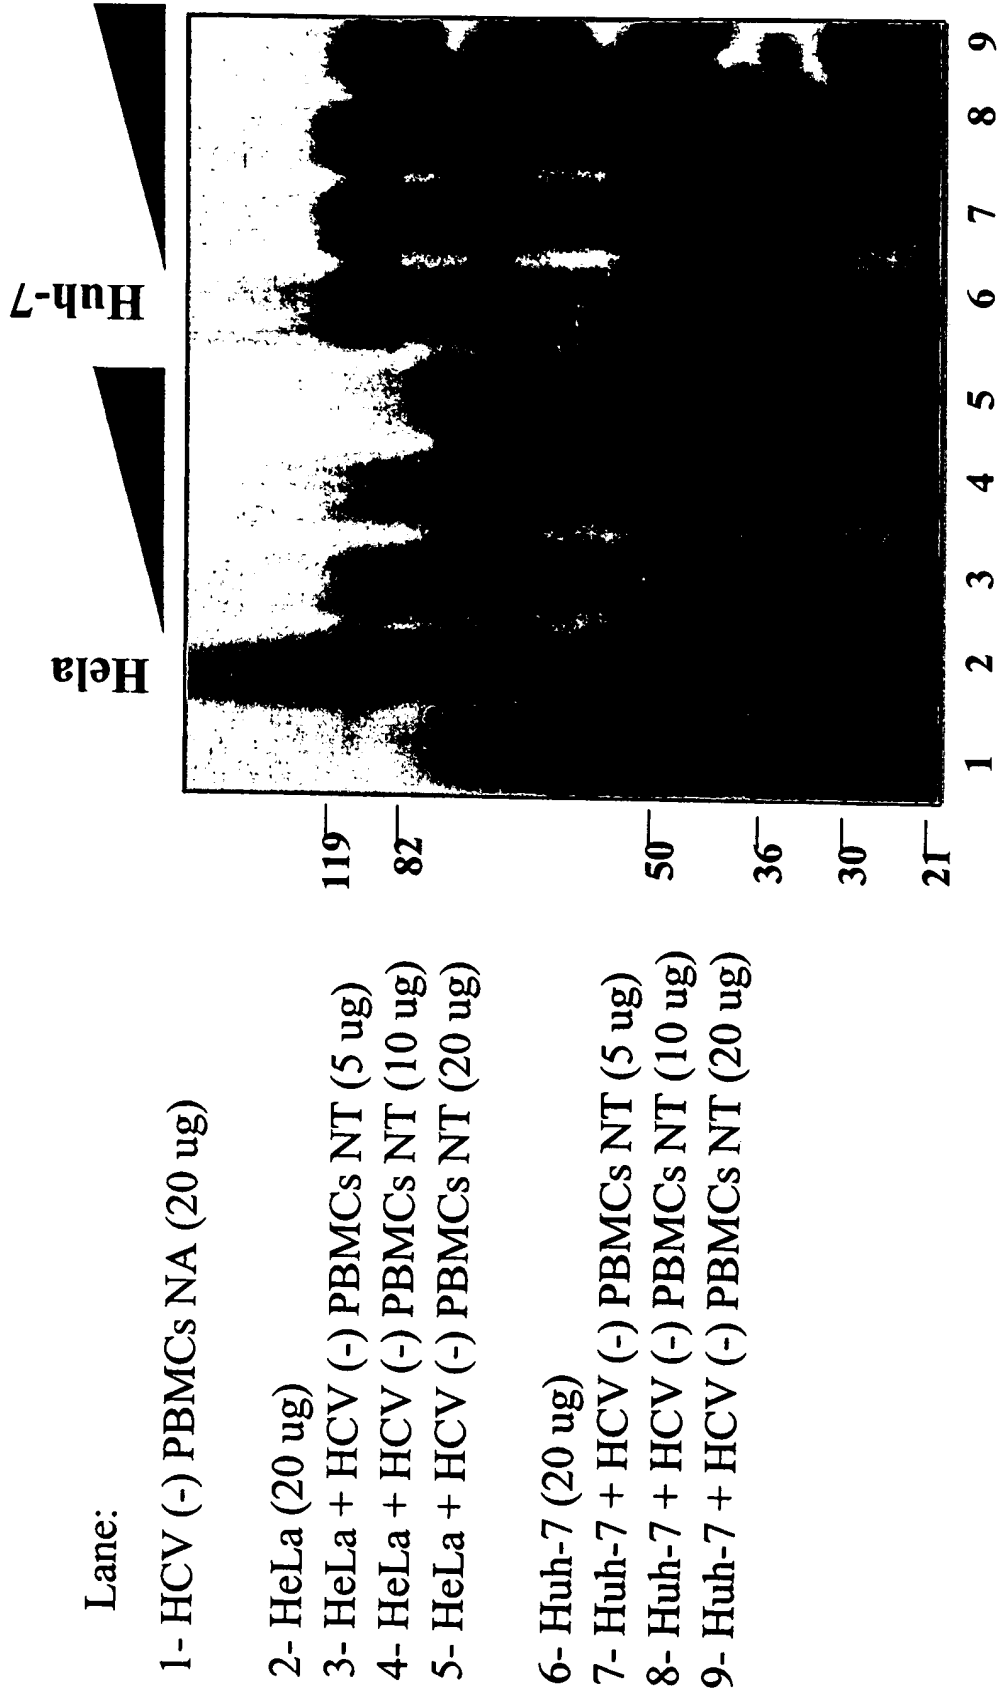 Lane:
1- HCV (-) PBMCs NA (20 ug)
2- HeLa (20 ug)
3- HeLa + HCV (-) PBMCs NT (5 ug)
4- HeLa + HCV (-) PBMCs NT (10 ug)
5- HeLa + HCV (-) PBMCs NT (20 ug)
6- Huh-7 (20 ug)
7- Huh-7 + HCV (-) PBMCs NT (5 ug)
8- Huh-7 + HCV (-) PBMCs NT (10 ug)
9- Huh-7 + HCV (-) PBMCs NT (20 ug)
Hela
Huh-7
119
82
50
36
30
21
1 2 3 4 5 6 7 8 9